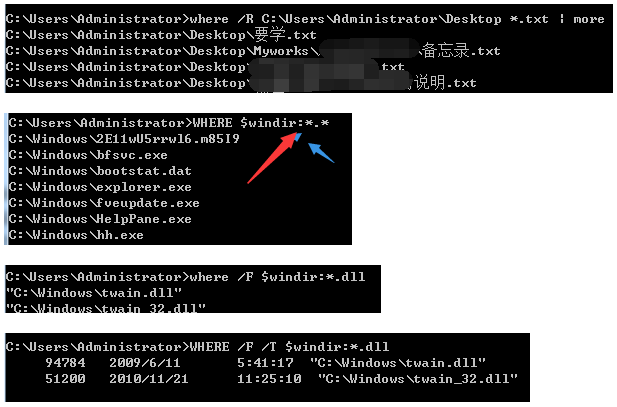 C:\Users\Administrator>where /R C:\Users\Administrator\Desktop *.txt | more
C:\Users\Administrator\Desktop\要学.txt
C:\Users\Administrator\Desktop\Myworks\ 备忘录.txt
C:\Users\Administrator\Desktop\ .txt
C:\Users\Administrator\Desktop\ 说明.txt
C:\Users\Administrator>WHERE $windir:*.*
C:\Windows\2E11wU5rrwl6.m85I9
C:\Windows\bfsvc.exe
C:\Windows\bootstat.dat
C:\Windows\explorer.exe
C:\Windows\fveupdate.exe
C:\Windows\HelpPane.exe
C:\Windows\hh.exe
C:\Users\Administrator>where /F $windir:*.dll
"C:\Windows\twain.dll"
"C:\Windows\twain_32.dll"
C:\Users\Administrator>WHERE /F /T $windir:*.dll
94784 2009/6/11 5:41:17 "C:\Windows\twain.dll"
51200 2010/11/21 11:25:10 "C:\Windows\twain_32.dll"